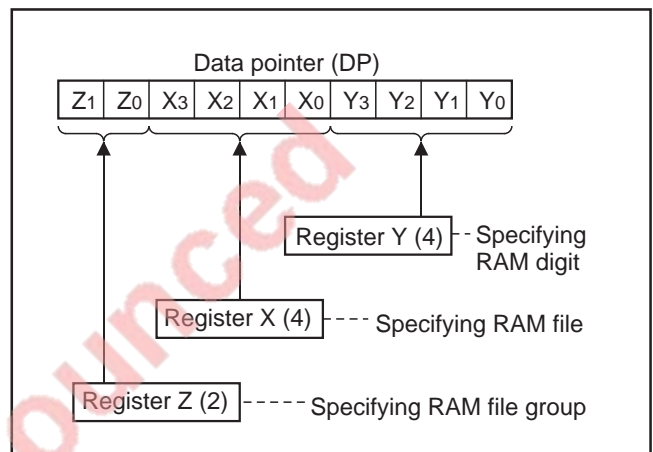 Data pointer (DP)
Z1 Z0 X3 X2 X1 X0 Y3 Y2 Y1 Y0
Register Y (4) Specifying
RAM digit
Register X (4) Specifying RAM file
Register Z (2) Specifying RAM file group
ounced